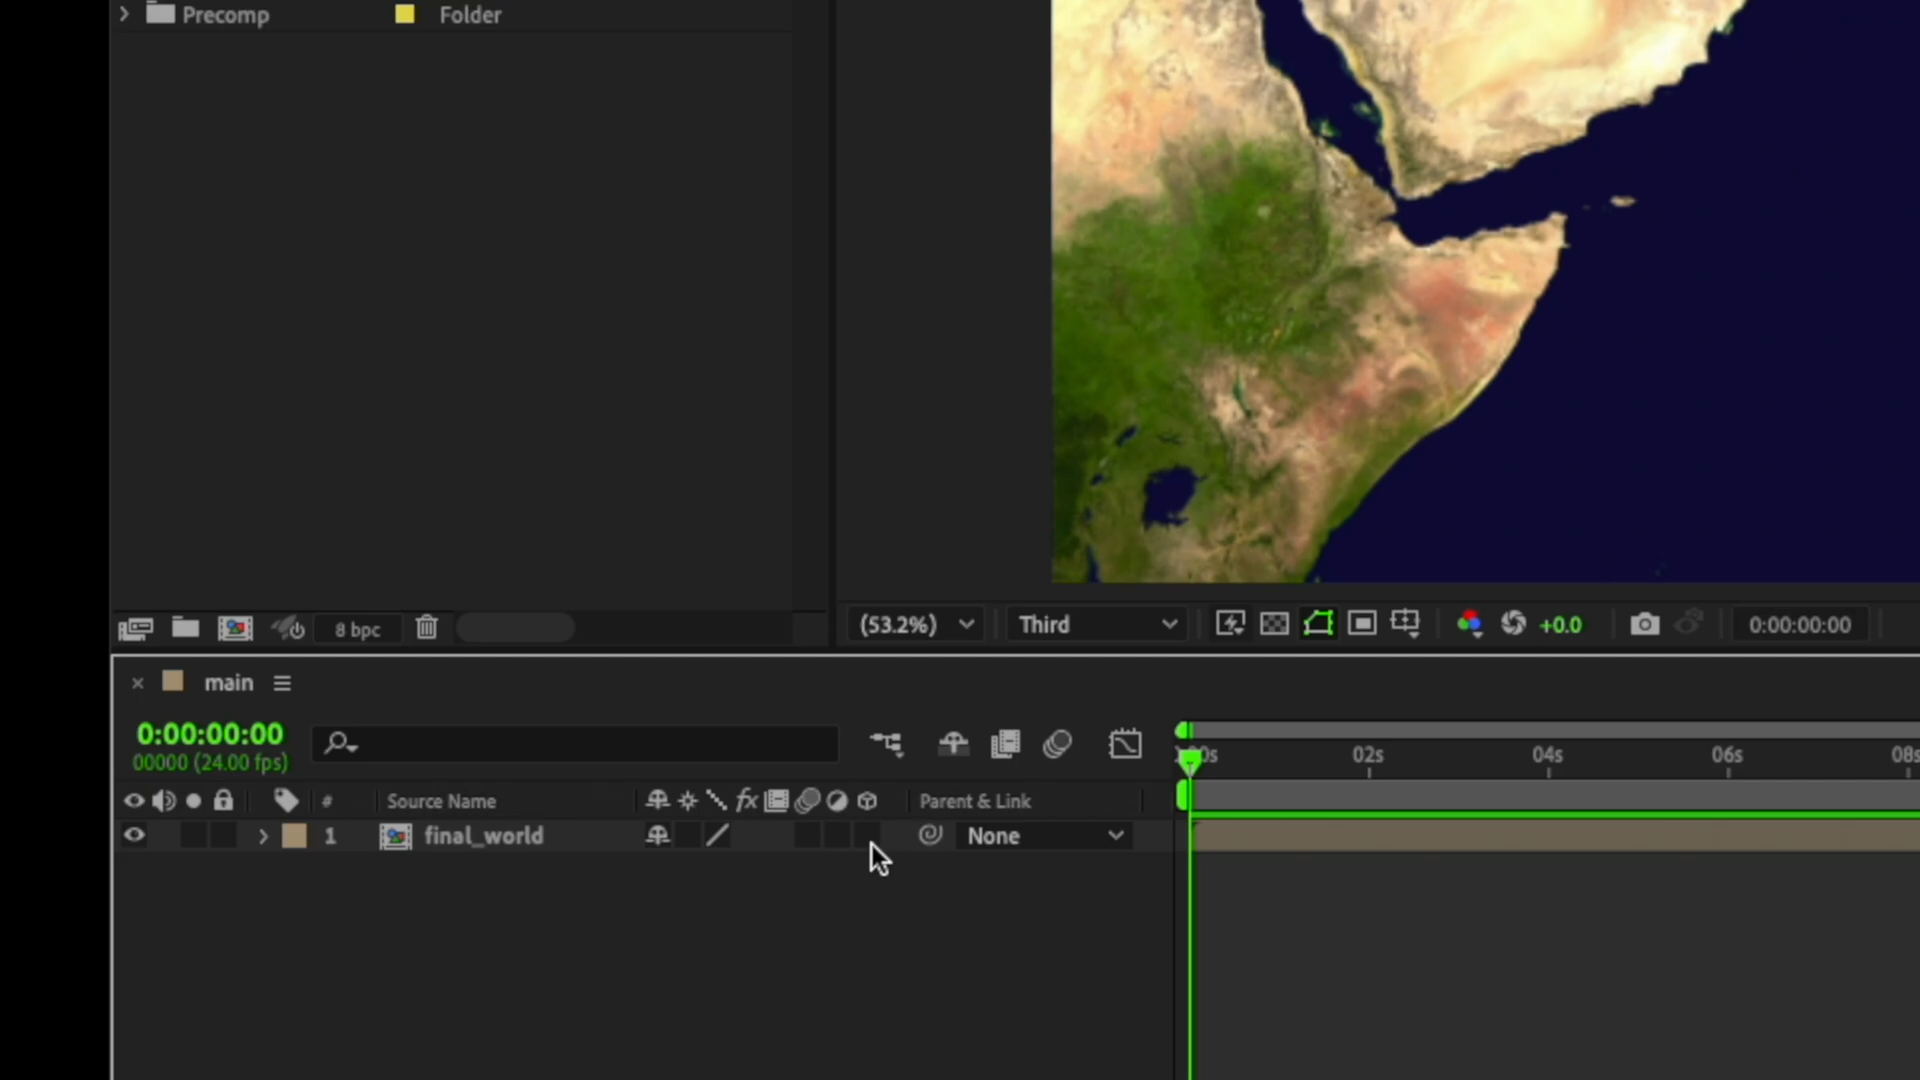 Precomp Folder
8 bpc
(53.2%) Third +0.0 0:00:00:00
main
0:00:00:00
00000 (24.00 fps)
02s 04s 06s
# Source Name fx Parent & Link
1 final_world None